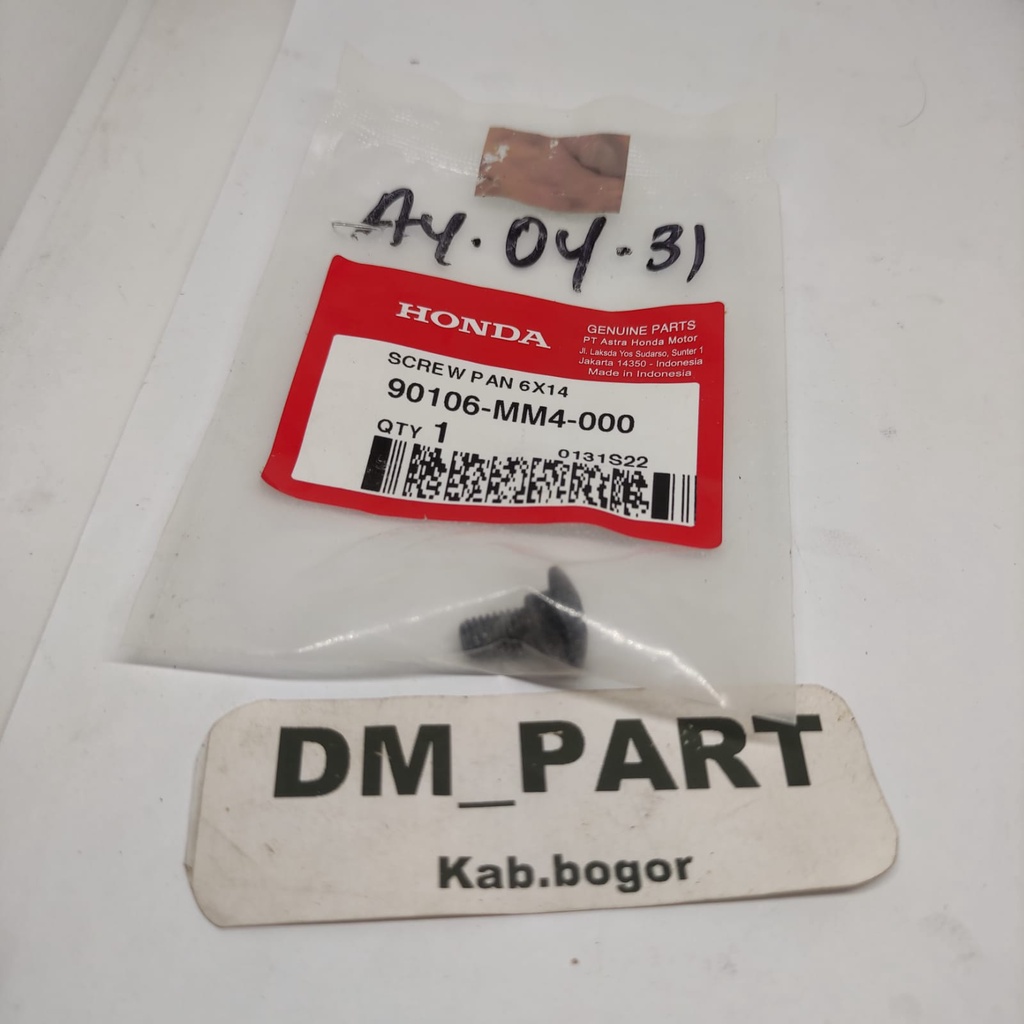 AY.04.31
HONDA
GENUINE PARTS
PT Astra Honda Motor
Jl. Laksda Yos Sudarso, Sunter 1
Jakarta 14350 - Indonesia
Made in Indonesia
SCREW PAN 6X14
90106-MM4-000
QTY 1
0131S22
DM_PART
Kab.bogor